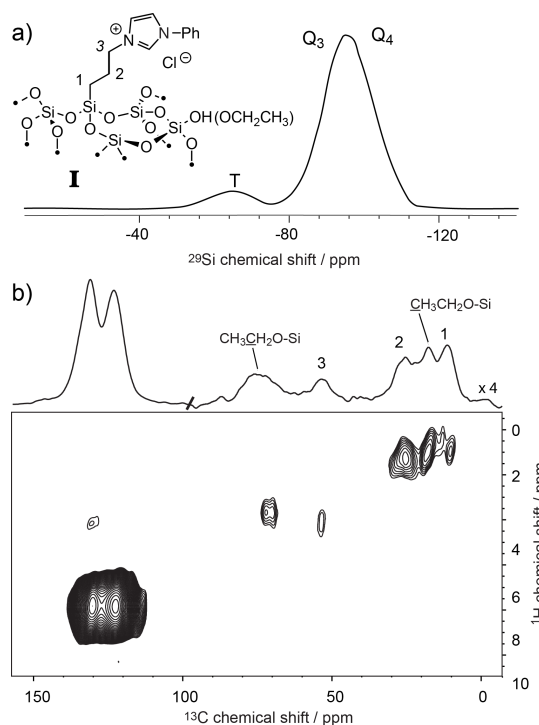 a)
3
N
⊕
N
Ph
2
1
Cl ⊖
Si
O
Si
O
Si
O
Si
OH(OCH₂CH₃)
O
O
O
Si
O
I
T
Q₃ Q₄
-40 -80 -120
²⁹Si chemical shift / ppm
b)
CH₃CH₂O-Si
CH₃CH₂O-Si
3
2
1
x 4
0
2
4
6
8
10
¹H chemical shift / ppm
150 100 50 0
¹³C chemical shift / ppm